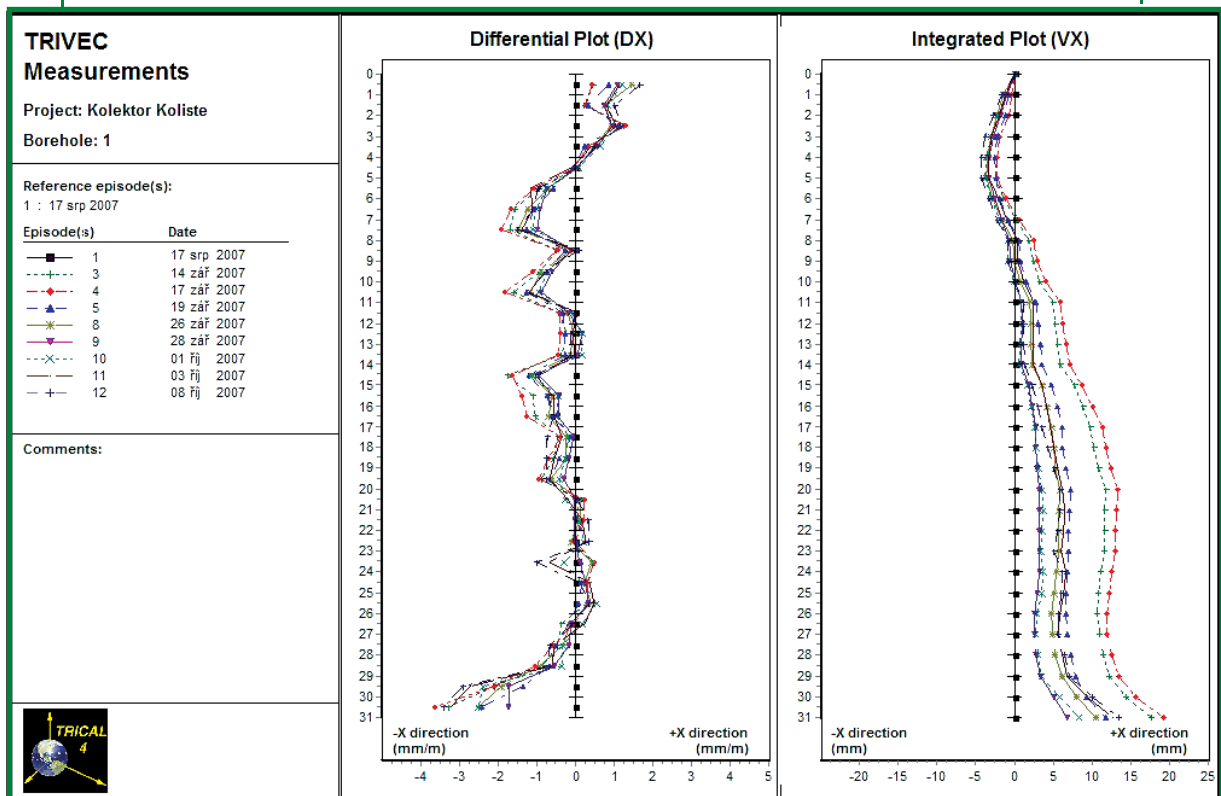 TRIVEC
Measurements
Project: Kolektor Koliste
Borehole: 1
Reference episode(s):
1 : 17 srp 2007
Episode(s) Date
1 17 srp 2007
3 14 zář 2007
4 17 zář 2007
5 19 zář 2007
8 26 zář 2007
9 28 zář 2007
10 01 říj 2007
11 03 říj 2007
12 08 říj 2007
Comments:
TRICAL
4
Differential Plot (DX)
0
1
2
3
4
5
6
7
8
9
10
11
12
13
14
15
16
17
18
19
20
21
22
23
24
25
26
27
28
29
30
31
-X direction
(mm/m)
+X direction
(mm/m)
-4 -3 -2 -1 0 1 2 3 4 5
Integrated Plot (VX)
0
1
2
3
4
5
6
7
8
9
10
11
12
13
14
15
16
17
18
19
20
21
22
23
24
25
26
27
28
29
30
31
-X direction
(mm)
+X direction
(mm)
-20 -15 -10 -5 0 5 10 15 20 25